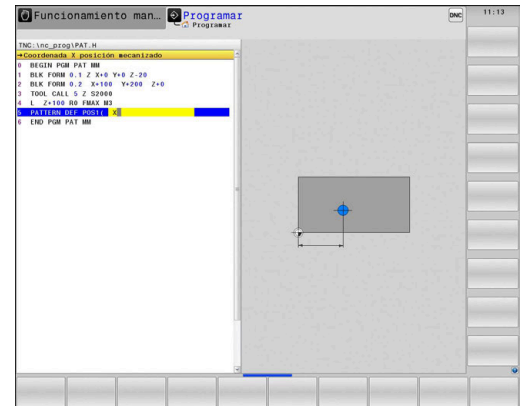 Funcionamiento man...
Programar
DNC
11:13
Programar
TNC:\nc_prog\PAT.H
→Coordenada X posición mecanizado
0 BEGIN PGM PAT MM
1 BLK FORM 0.1 Z X+0 Y+0 Z-20
2 BLK FORM 0.2 X+100 Y+200 Z+0
3 TOOL CALL 5 Z S2000
4 L Z+100 R0 FMAX M3
5 PATTERN DEF POS1( X
6 END PGM PAT MM